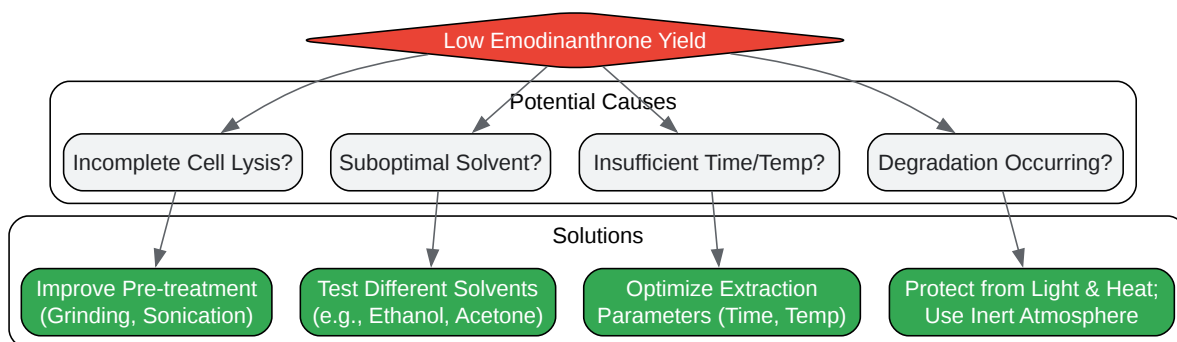 Low Emodinanthrone Yield
Potential Causes
Incomplete Cell Lysis?
Suboptimal Solvent?
Insufficient Time/Temp?
Degradation Occurring?
Solutions
Improve Pre-treatment
(Grinding, Sonication)
Test Different Solvents
(e.g., Ethanol, Acetone)
Optimize Extraction
Parameters (Time, Temp)
Protect from Light & Heat;
Use Inert Atmosphere